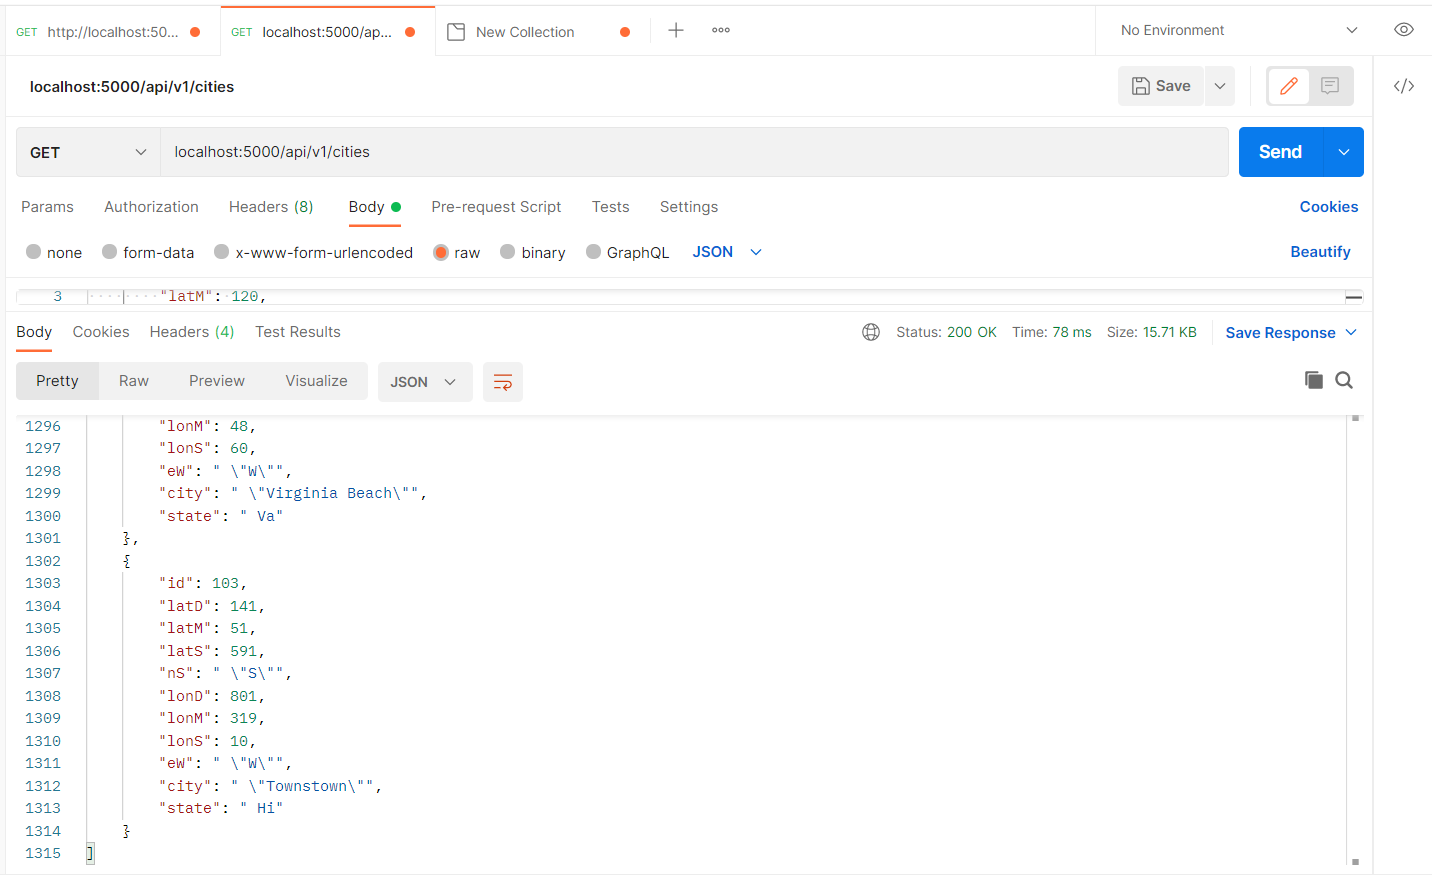 GET http://localhost:50... GET localhost:5000/ap... New Collection No Environment
localhost:5000/api/v1/cities Save </>
GET localhost:5000/api/v1/cities Send
Params Authorization Headers (8) Body Pre-request Script Tests Settings Cookies
none form-data x-www-form-urlencoded raw binary GraphQL JSON Beautify
3 "latM": 120,
Body Cookies Headers (4) Test Results Status: 200 OK Time: 78 ms Size: 15.71 KB Save Response
Pretty Raw Preview Visualize JSON
1296 "lonM": 48,
1297 "lonS": 60,
1298 "eW": " \"W\"",
1299 "city": " \"Virginia Beach\"",
1300 "state": " Va"
1301 },
1302 {
1303 "id": 103,
1304 "latD": 141,
1305 "latM": 51,
1306 "latS": 591,
1307 "nS": " \"S\"",
1308 "lonD": 801,
1309 "lonM": 319,
1310 "lonS": 10,
1311 "eW": " \"W\"",
1312 "city": " \"Townstown\"",
1313 "state": " Hi"
1314 }
1315 ]